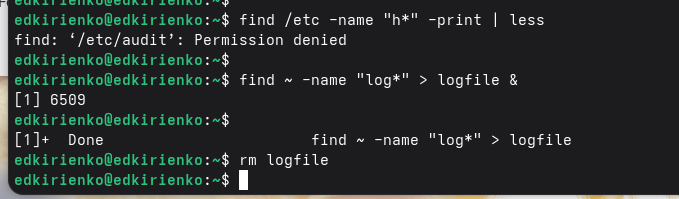 edkirienko@edkirienko:~$ find /etc -name "h*" -print | less
find: ‘/etc/audit’: Permission denied
edkirienko@edkirienko:~$
edkirienko@edkirienko:~$ find ~ -name "log*" > logfile &
[1] 6509
edkirienko@edkirienko:~$
[1]+  Done                    find ~ -name "log*" > logfile
edkirienko@edkirienko:~$ rm logfile
edkirienko@edkirienko:~$